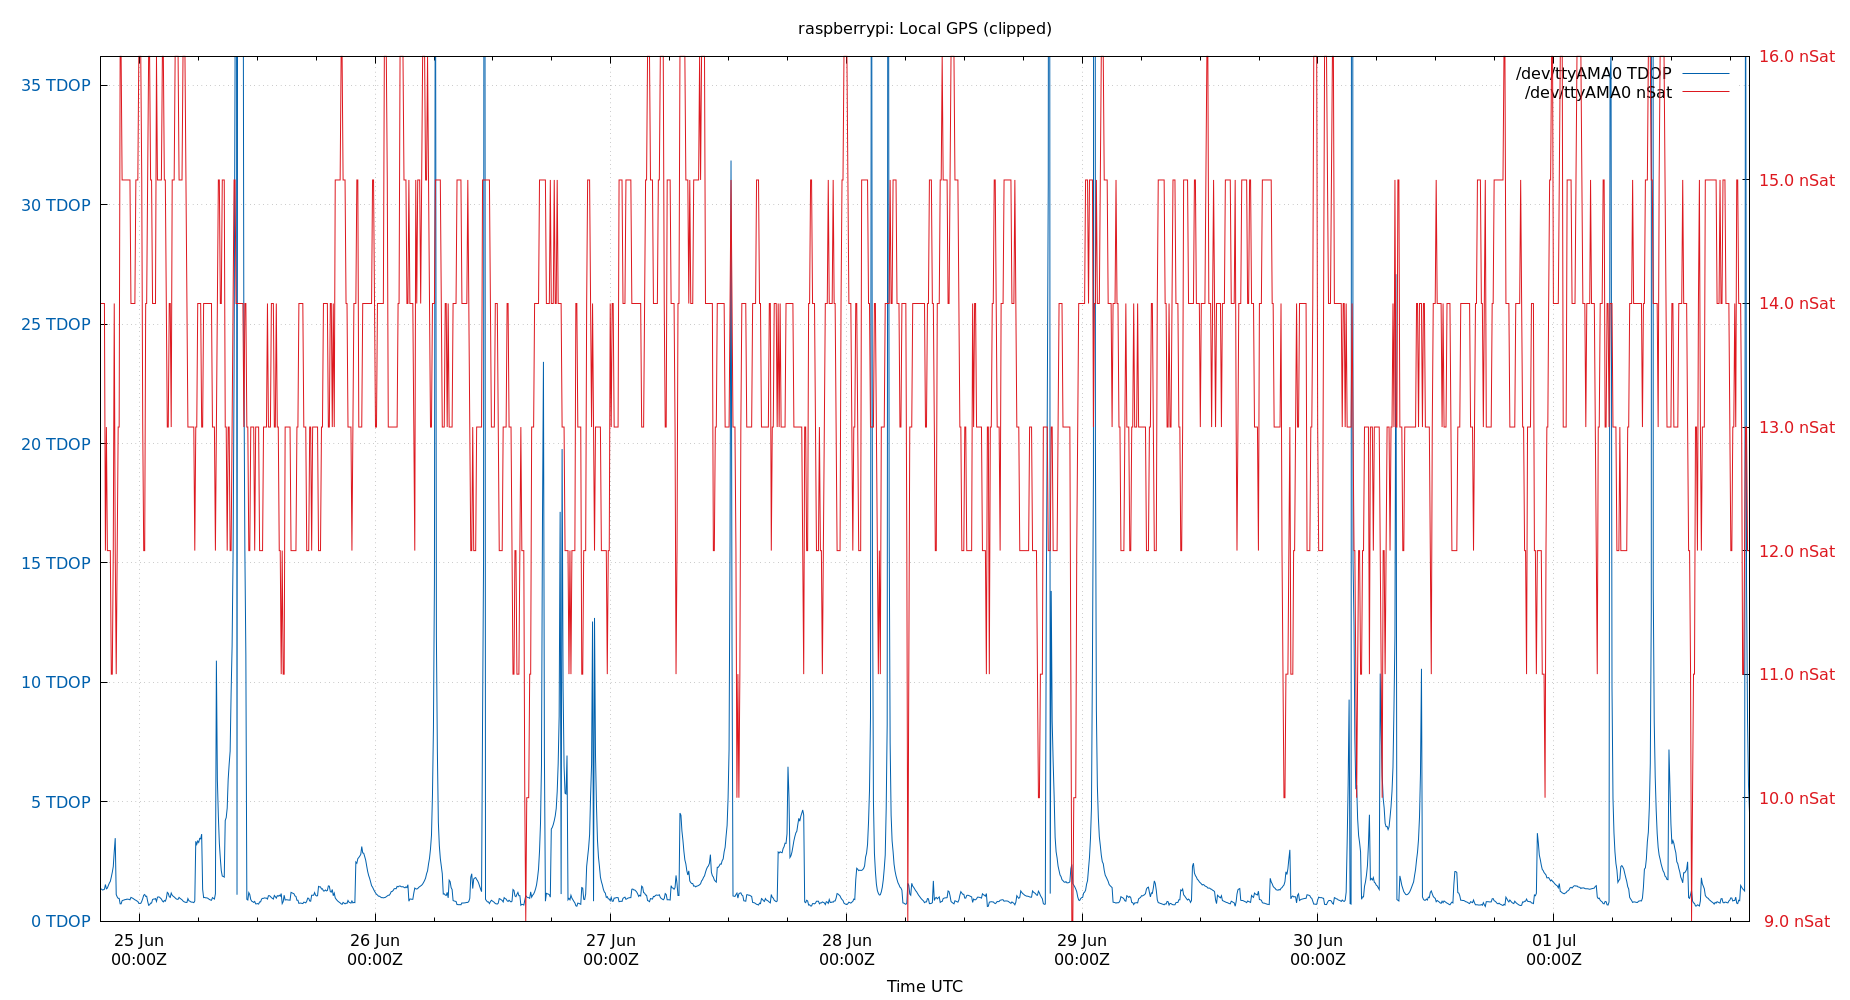 raspberrypi: Local GPS (clipped)
35 TDOP
30 TDOP
25 TDOP
20 TDOP
15 TDOP
10 TDOP
5 TDOP
0 TDOP
/dev/ttyAMA0 TDOP
/dev/ttyAMA0 nSat
16.0 nSat
15.0 nSat
14.0 nSat
13.0 nSat
12.0 nSat
11.0 nSat
10.0 nSat
9.0 nSat
25 Jun 26 Jun 27 Jun 28 Jun 29 Jun 30 Jun 01 Jul
00:00Z 00:00Z 00:00Z 00:00Z 00:00Z 00:00Z 00:00Z
Time UTC